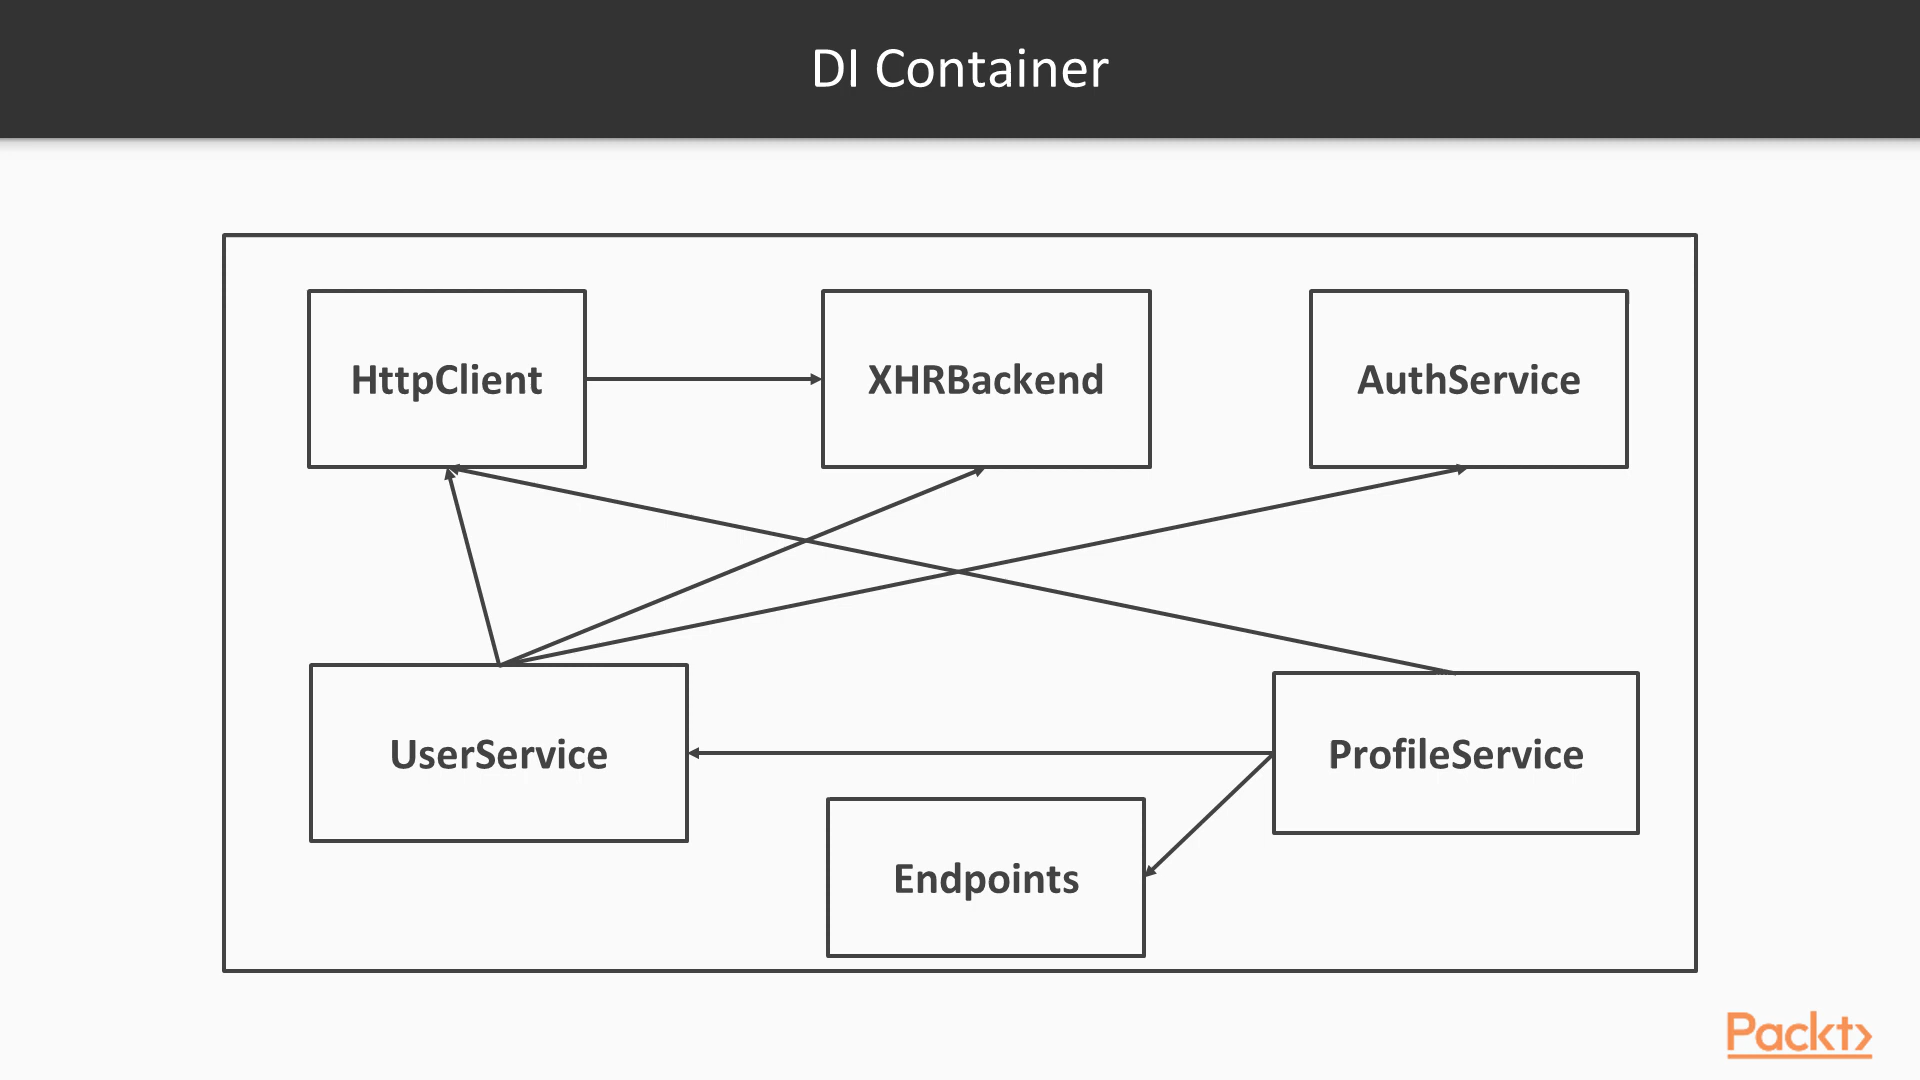 DI Container
HttpClient
XHRBackend
AuthService
UserService
ProfileService
Endpoints
Packt>